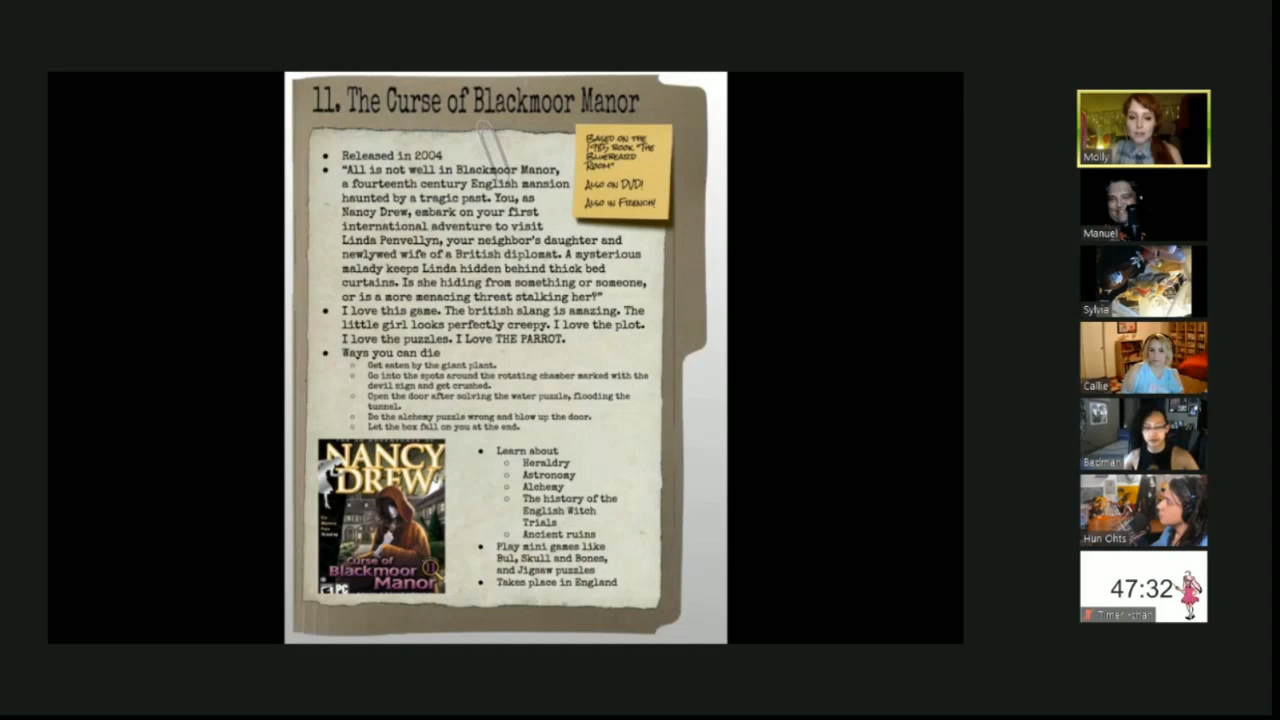 11. The Curse of Blackmoor Manor
BASED ON THE
1985 BOOK "THE
BLUEBEARD
ROOM"
ALSO ON DVD!
ALSO IN FRENCH!
• Released in 2004
• "All is not well in Blackmoor Manor,
a fourteenth century English mansion
haunted by a tragic past. You, as
Nancy Drew, embark on your first
international adventure to visit
Linda Penvellyn, your neighbor's daughter and
newlywed wife of a British diplomat. A mysterious
malady keeps Linda hidden behind thick bed
curtains. Is she hiding from something or someone,
or is a more menacing threat stalking her?"
• I love this game. The british slang is amazing. The
little girl looks perfectly creepy. I love the plot.
I love the puzzles. I Love THE PARROT.
• Ways you can die
○ Get eaten by the giant plant.
○ Go into the spots around the rotating chamber marked with the
devil sign and get crushed.
○ Open the door after solving the water puzzle, flooding the
tunnel.
○ Do the alchemy puzzle wrong and blow up the door.
○ Let the box fall on you at the end.
NANCY
DREW
Curse of
Blackmoor
Manor
PC
• Learn about
○ Heraldry
○ Astronomy
○ Alchemy
○ The history of the
English Witch
Trials
○ Ancient ruins
• Play mini games like
Bul, Skull and Bones,
and Jigsaw puzzles
• Takes place in England
Molly
Manuel
Sylvia
Callie
Badman
Hun Ohts
47:32
Timer -chan